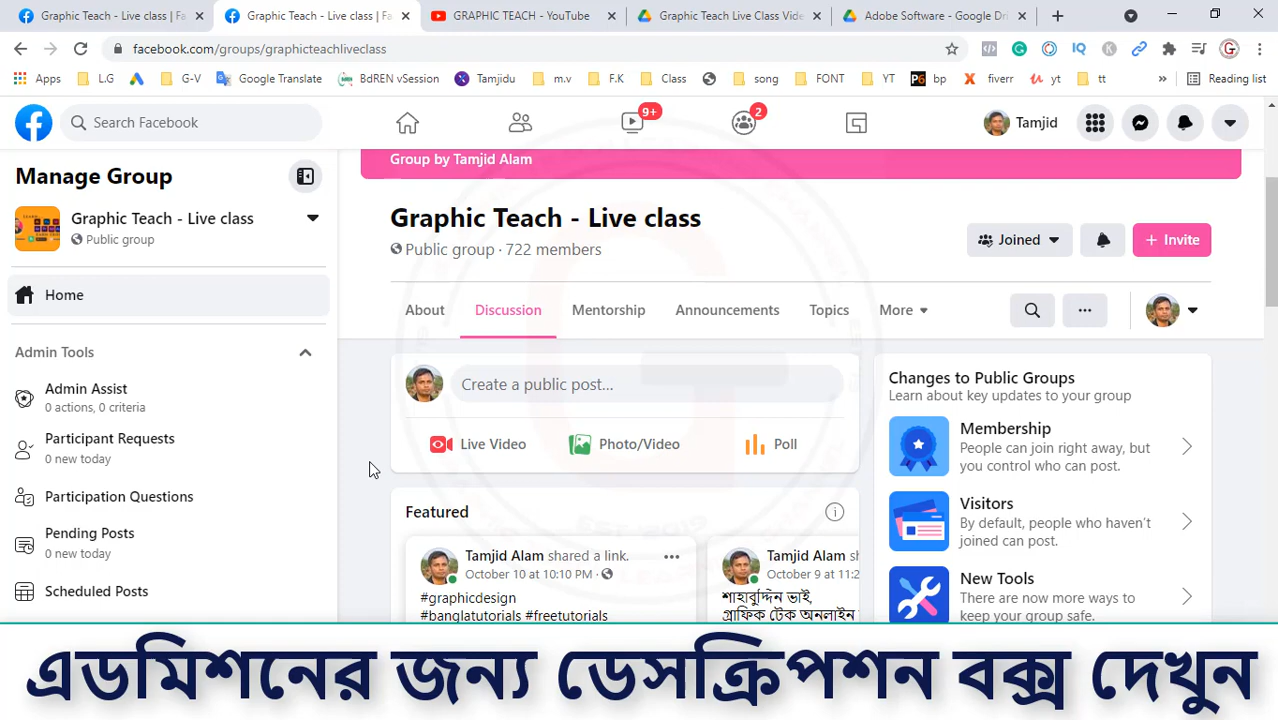 Graphic Teach - Live class | Fa
Graphic Teach - Live class | Fac
GRAPHIC TEACH - YouTube
Graphic Teach Live Class Vide
Adobe Software - Google Dri
facebook.com/groups/graphicteachliveclass
Apps
L.G
G-V
Google Translate
BdREN vSession
Tamjidu
m.v
F.K
Class
song
FONT
YT
bp
fiverr
yt
tt
Reading list
Search Facebook
9+
2
Tamjid
Manage Group
Graphic Teach - Live class
Public group
Home
Admin Tools
Admin Assist
0 actions, 0 criteria
Participant Requests
0 new today
Participation Questions
Pending Posts
0 new today
Scheduled Posts
Group by Tamjid Alam
Graphic Teach - Live class
Public group · 722 members
Joined
+ Invite
About
Discussion
Mentorship
Announcements
Topics
More
Create a public post...
Live Video
Photo/Video
Poll
Featured
Tamjid Alam shared a link.
October 10 at 10:10 PM ·
#graphicdesign
#banglatutorials #freetutorials
Tamjid Alam sh
October 9 at 11:2
শাহাবুদ্দিন ভাই,
গ্রাফিক টেক অনলাইন
Changes to Public Groups
Learn about key updates to your group
Membership
People can join right away, but
you control who can post.
Visitors
By default, people who haven't
joined can post.
New Tools
There are now more ways to
keep your group safe.
এডমিশনের জন্য ডেসক্রিপশন বক্স দেখুন